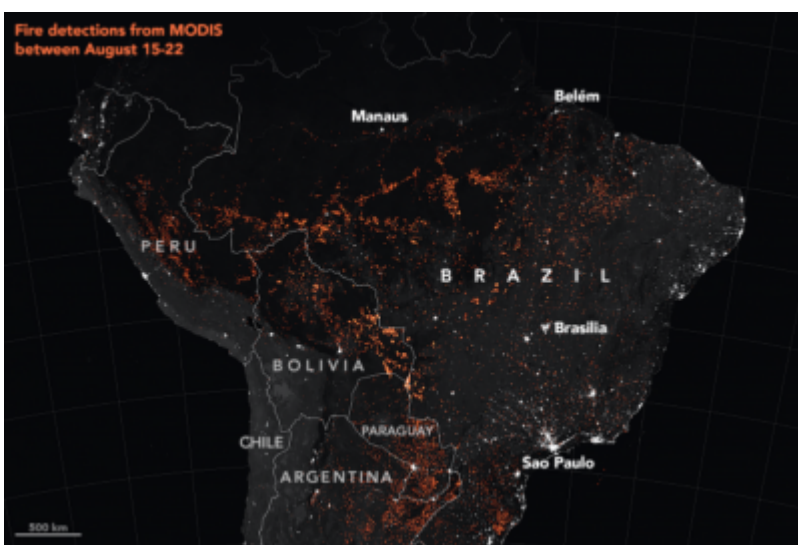 Fire detections from MODIS
between August 15-22
Belém
Manaus
PERU
BRAZIL
Brasilia
BOLIVIA
PARAGUAY
CHILE
Sao Paulo
ARGENTINA
500 km